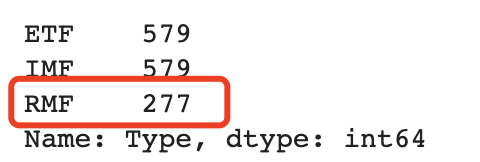 ETF 579
IMF 579
RMF 277
Name: Type, dtype: int64